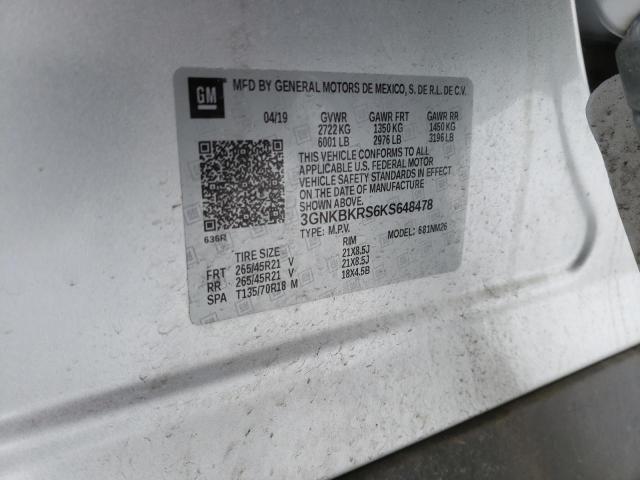 GM
MFD BY GENERAL MOTORS DE MEXICO, S. DE R.L. DE C.V.
04/19 GVWR GAWR FRT GAWR RR
2722 KG 1350 KG 1450 KG
6001 LB 2976 LB 3196 LB
THIS VEHICLE CONFORMS TO ALL
APPLICABLE U.S. FEDERAL MOTOR
VEHICLE SAFETY STANDARDS IN EFFECT
ON THE DATE OF MANUFACTURE
SHOWN ABOVE.
3GNKBKRS6KS648478
636R
TYPE: M.P.V. MODEL: 681NM26
TIRE SIZE RIM
FRT 265/45R21 V 21X8.5J
RR 265/45R21 V 21X8.5J
SPA T135/70R18 M 18X4.5B